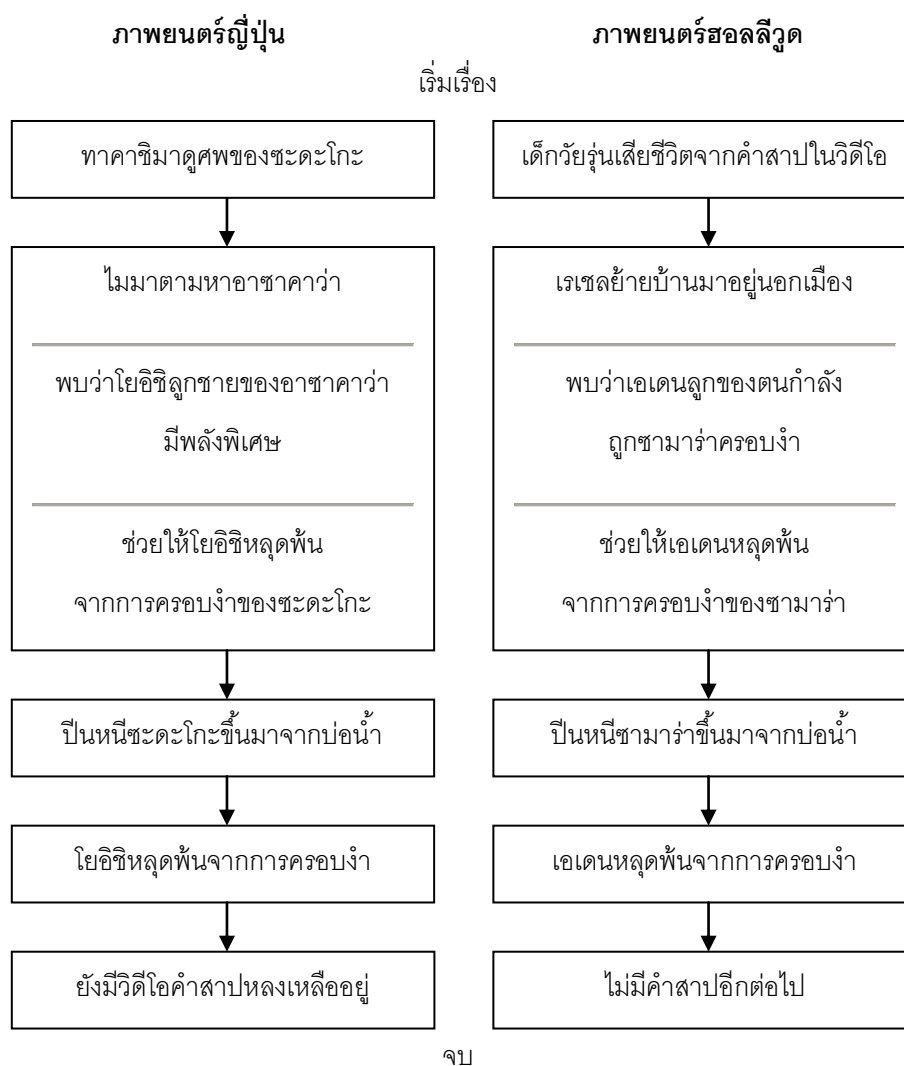 ภาพยนตร์ญี่ปุ่น
ภาพยนตร์ฮอลลีวูด
เริ่มเรื่อง
ทาคาชิมาดูศพของซะดะโกะ
ไมมาตามหาอาซาคาว่า
พบว่าโยอิชิลูกชายของอาซาคาว่า
มีพลังพิเศษ
ช่วยให้โยอิชิหลุดพ้น
จากการครอบงำของซะดะโกะ
ปีนหนีซะดะโกะขึ้นมาจากบ่อน้ำ
โยอิชิหลุดพ้นจากการครอบงำ
ยังมีวิดีโอคำสาปหลงเหลืออยู่
เด็กวัยรุ่นเสียชีวิตจากคำสาปในวิดีโอ
เรเชลย้ายบ้านมาอยู่นอกเมือง
พบว่าเอเดนลูกของตนกำลัง
ถูกซามาร่าครอบงำ
ช่วยให้เอเดนหลุดพ้น
จากการครอบงำของซามาร่า
ปีนหนีซามาร่าขึ้นมาจากบ่อน้ำ
เอเดนหลุดพ้นจากการครอบงำ
ไม่มีคำสาปอีกต่อไป
จบ